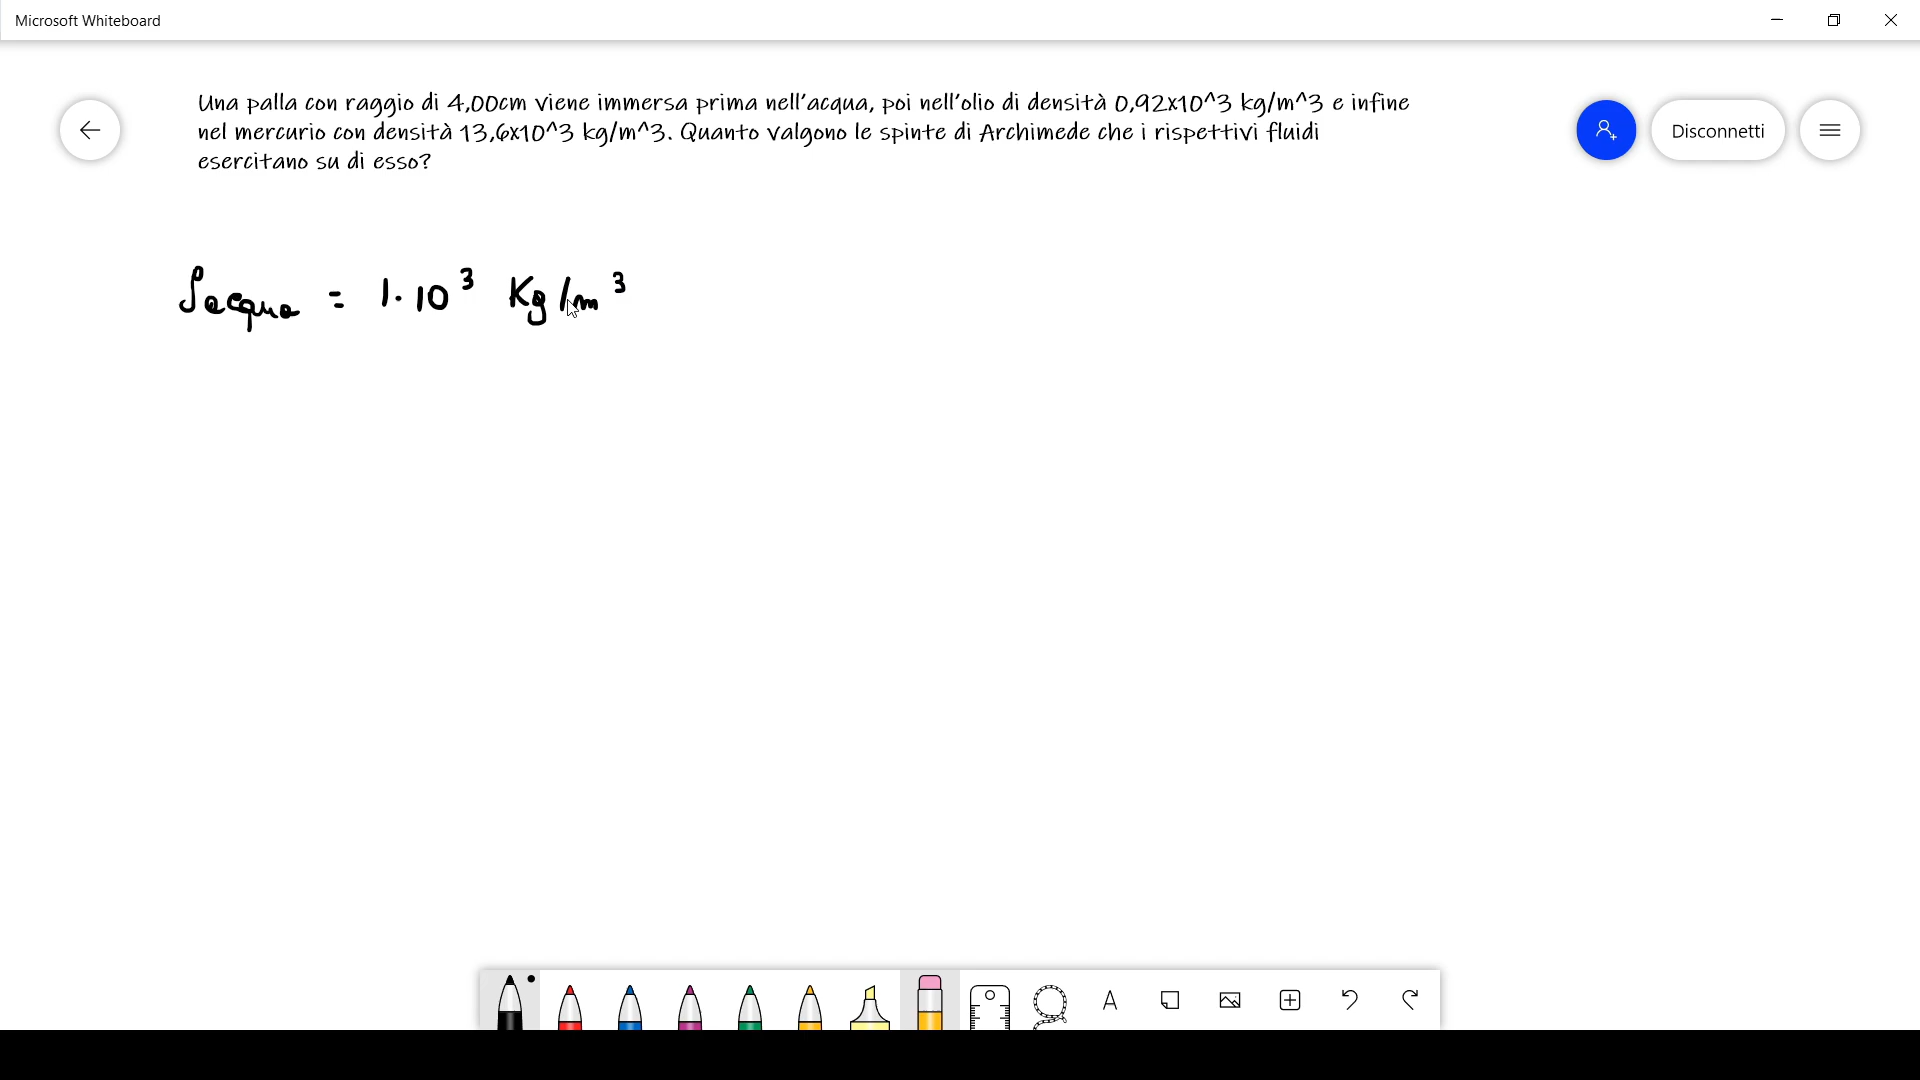 Microsoft Whiteboard
Una palla con raggio di 4,00cm viene immersa prima nell'acqua, poi nell'olio di densità 0,92x10^3 kg/m^3 e infine
nel mercurio con densità 13,6x10^3 kg/m^3. Quanto valgono le spinte di Archimede che i rispettivi fluidi
esercitano su di esso?
Disconnetti
ρacqua = 1·10³ Kg/m³